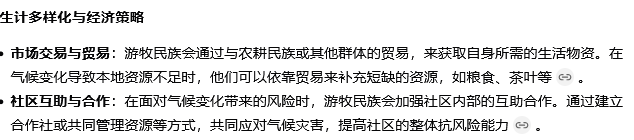 生计多样化与经济策略
• 市场交易与贸易：游牧民族会通过与农耕民族或其他群体的贸易，来获取自身所需的生活物资。在
气候变化导致本地资源不足时，他们可以依靠贸易来补充短缺的资源，如粮食、茶叶等 。
• 社区互助与合作：在面对气候变化带来的风险时，游牧民族会加强社区内部的互助合作。通过建立
合作社或共同管理资源等方式，共同应对气候灾害，提高社区的整体抗风险能力 。